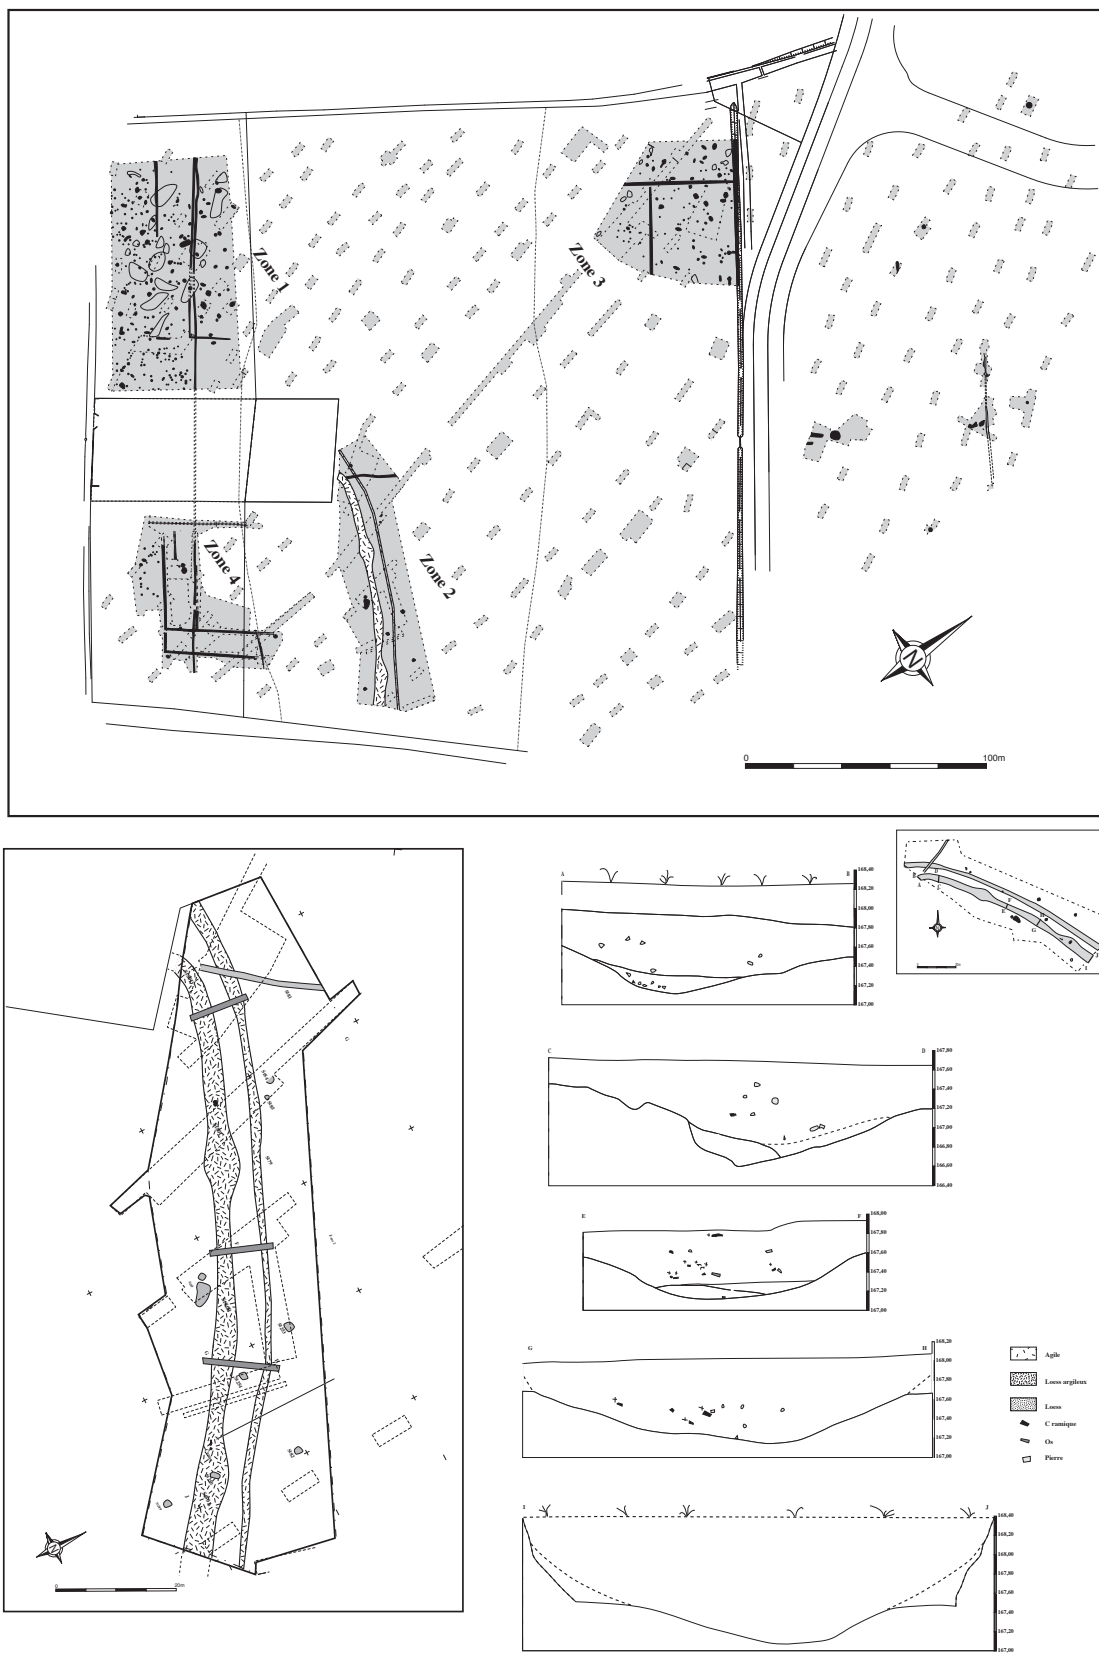 Zone 1
Zone 3
Zone 4
Zone 2
N
0 100m
N
0 20m
A B
168,40
168,20
168,00
167,80
167,60
167,40
167,20
167,00
C D
167,80
167,60
167,40
167,20
167,00
166,80
166,60
166,40
E F
168,00
167,80
167,60
167,40
167,20
167,00
G H
168,20
168,00
167,80
167,60
167,40
167,20
167,00
I J
168,40
168,20
168,00
167,80
167,60
167,40
167,20
167,00
Agile
Loess argileux
Loess
C ramique
Os
Pierre